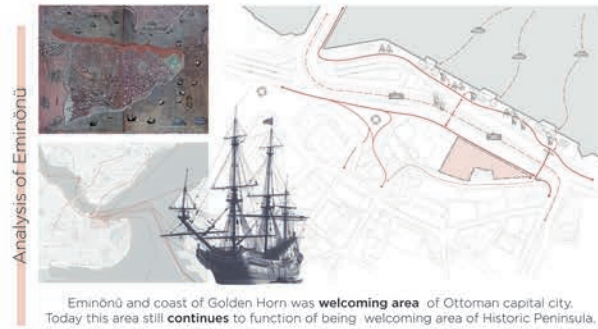 Analysis of Eminönü
Eminönü and coast of Golden Horn was welcoming area of Ottoman capital city.
Today this area still continues to function of being welcoming area of Historic Peninsula.